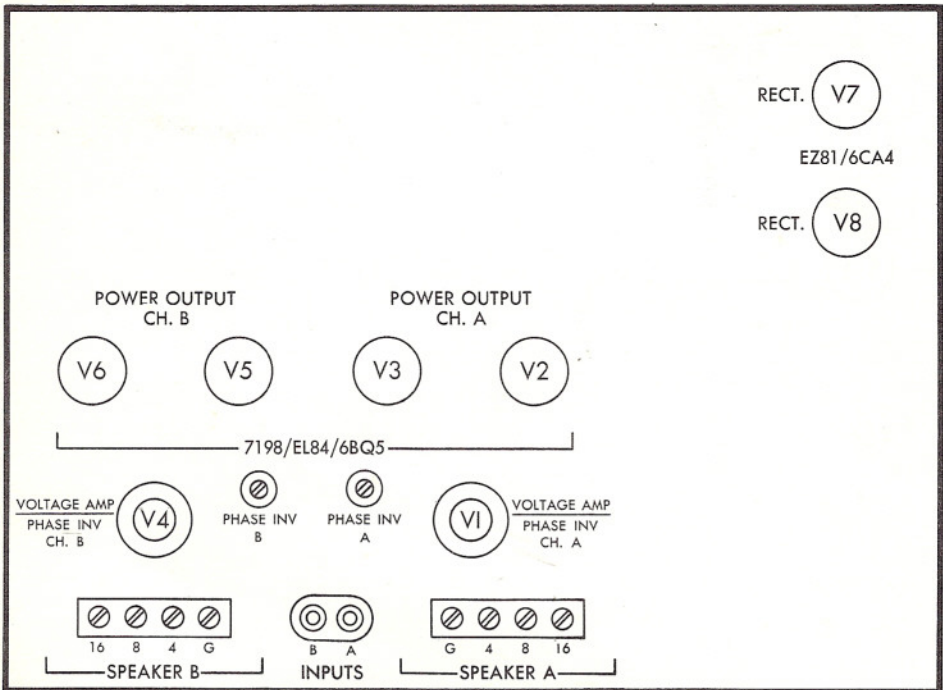 RECT. V7
EZ81/6CA4
RECT. V8
POWER OUTPUT
CH. B
POWER OUTPUT
CH. A
V6 V5 V3 V2
7198/EL84/6BQ5
VOLTAGE AMP
PHASE INV
CH. B
V4
PHASE INV
B
PHASE INV
A
V1
VOLTAGE AMP
PHASE INV
CH. A
16 8 4 G
SPEAKER B
B A
INPUTS
G 4 8 16
SPEAKER A